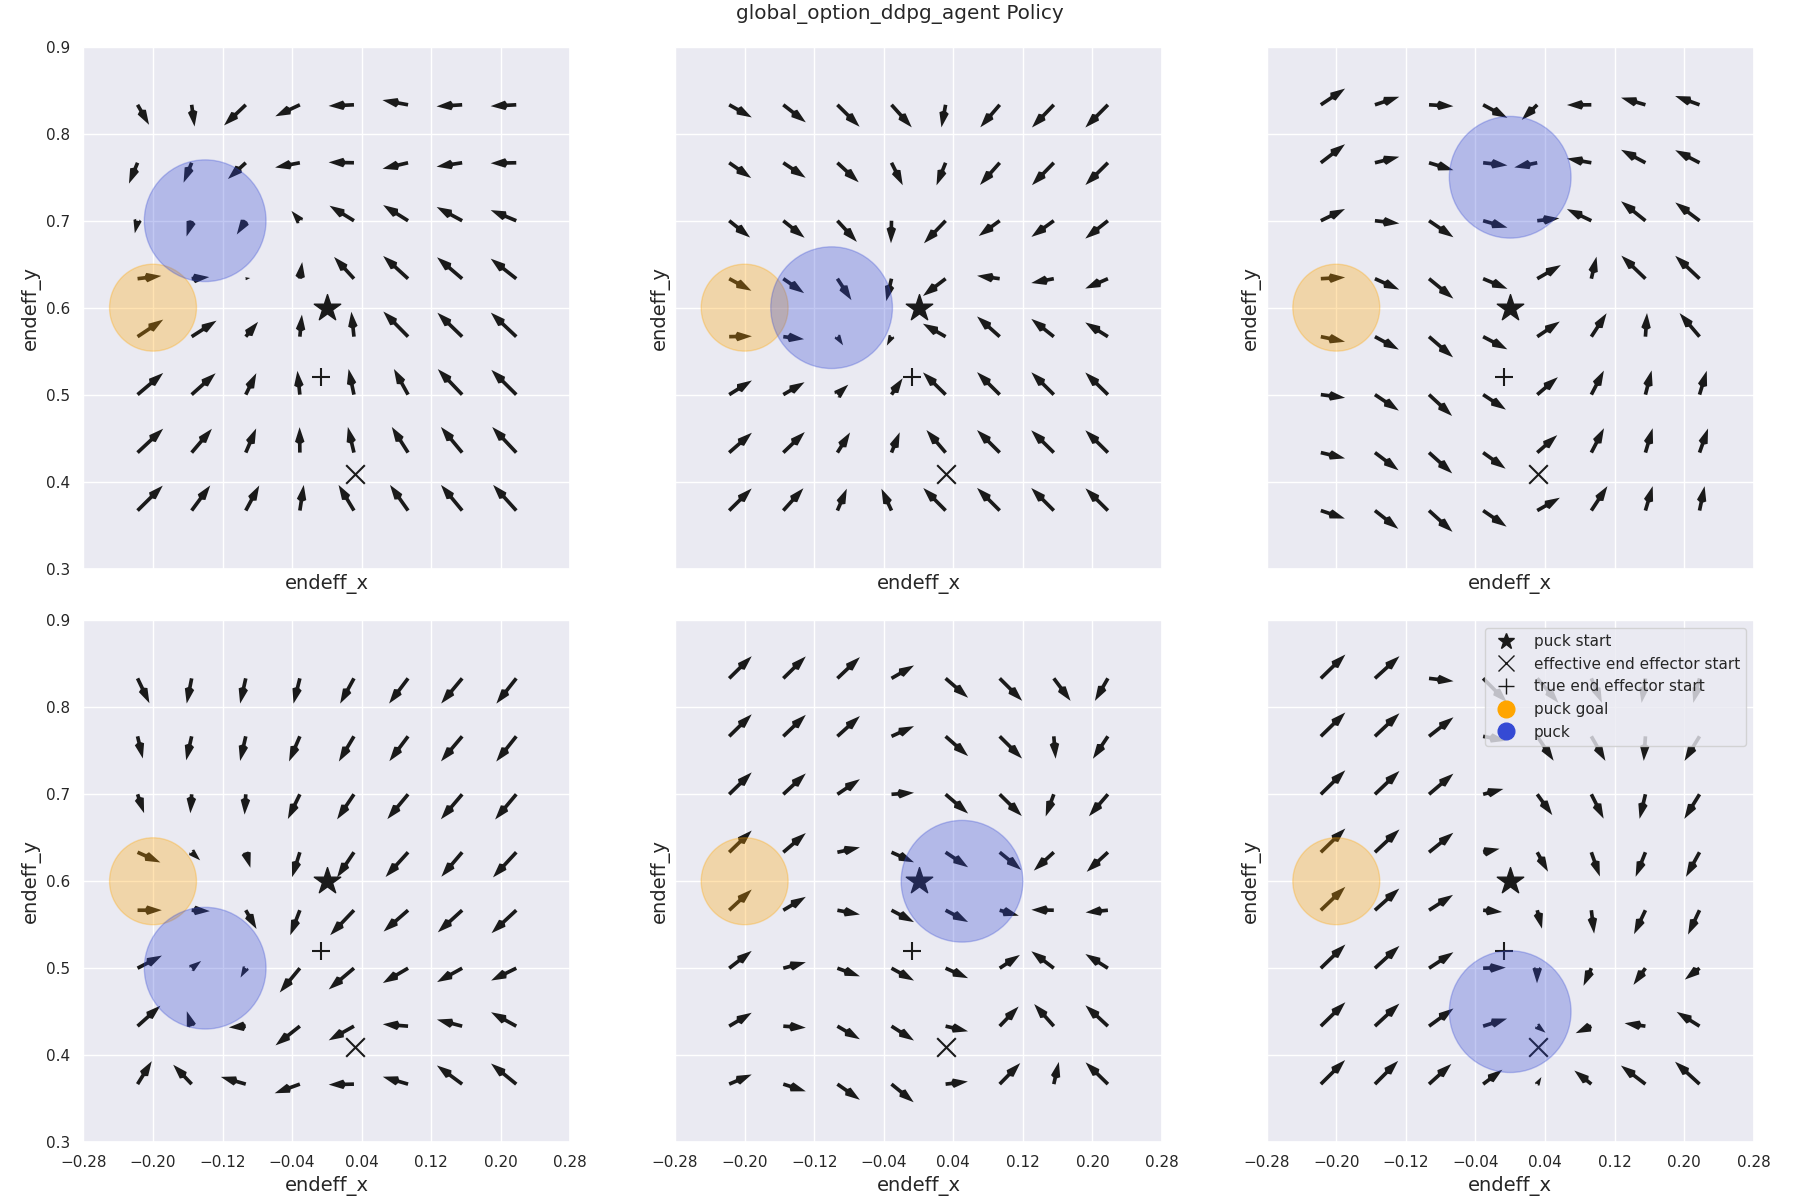 global_option_ddpg_agent Policy
0.9
0.8
0.7
0.6
0.5
0.4
0.3
endeff_y
endeff_x
endeff_y
endeff_x
endeff_y
endeff_x
0.9
0.8
0.7
0.6
0.5
0.4
0.3
endeff_y
−0.28 −0.20 −0.12 −0.04 0.04 0.12 0.20 0.28
endeff_x
endeff_y
−0.28 −0.20 −0.12 −0.04 0.04 0.12 0.20 0.28
endeff_x
puck start
effective end effector start
true end effector start
puck goal
puck
endeff_y
−0.28 −0.20 −0.12 −0.04 0.04 0.12 0.20 0.28
endeff_x